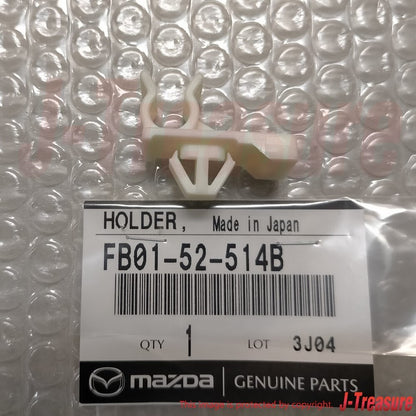 HOLDER, Made in Japan
FB01-52-514B
QTY 1 LOT 3J04
mazDa GENUINE PARTS
J-Treasure